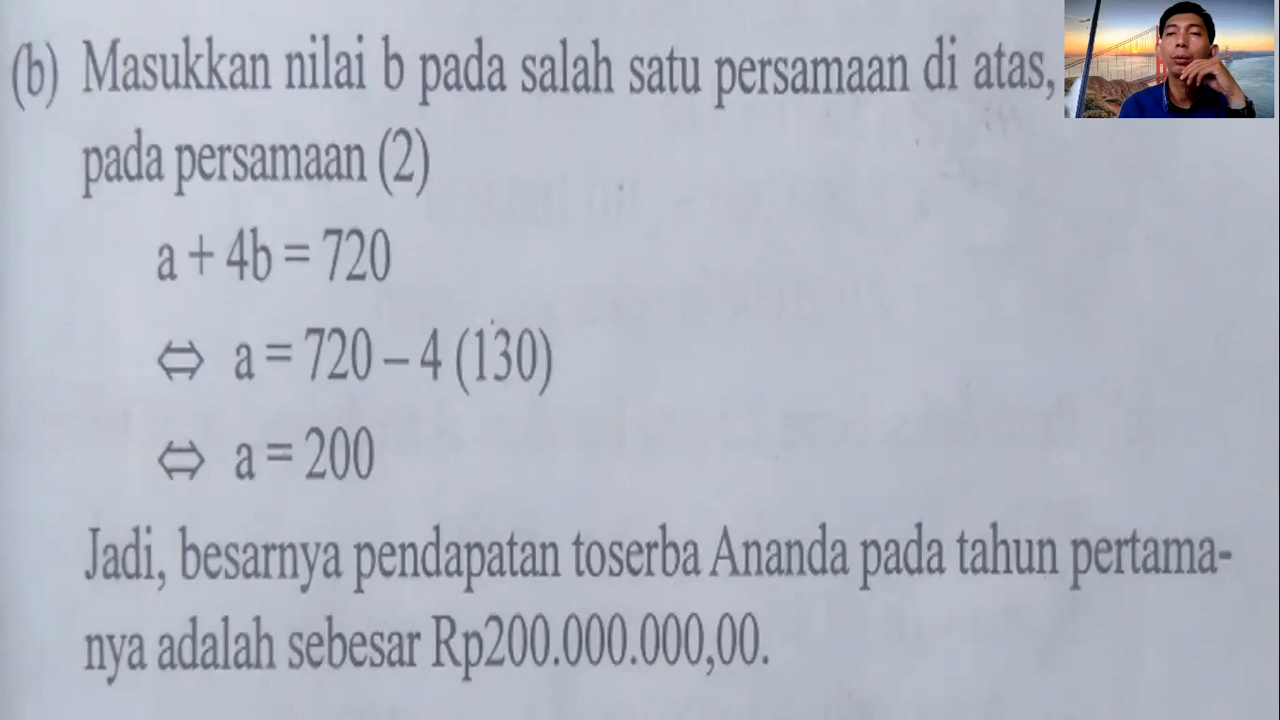 (b) Masukkan nilai b pada salah satu persamaan di atas,
pada persamaan (2)
a + 4b = 720
⇔ a = 720 – 4 (130)
⇔ a = 200
Jadi, besarnya pendapatan toserba Ananda pada tahun pertama-
nya adalah sebesar Rp200.000.000,00.